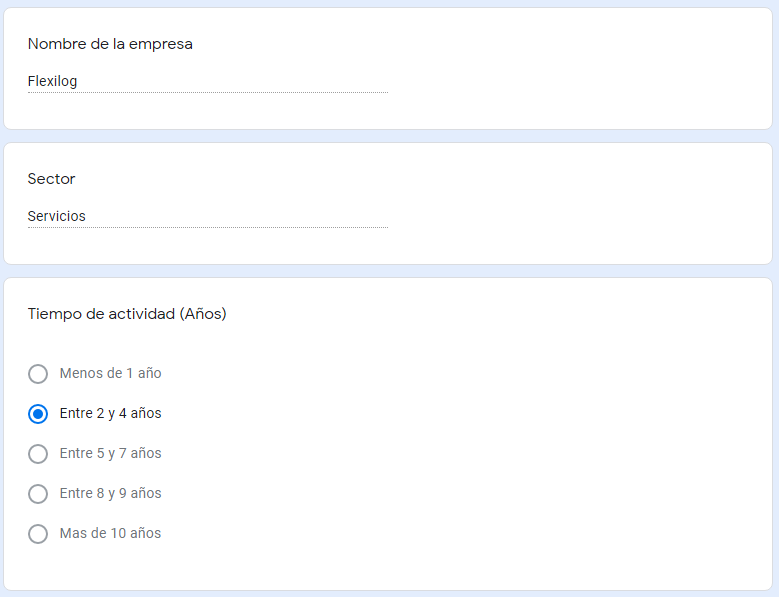 Nombre de la empresa
Flexilog
Sector
Servicios
Tiempo de actividad (Años)
Menos de 1 año
Entre 2 y 4 años
Entre 5 y 7 años
Entre 8 y 9 años
Mas de 10 años